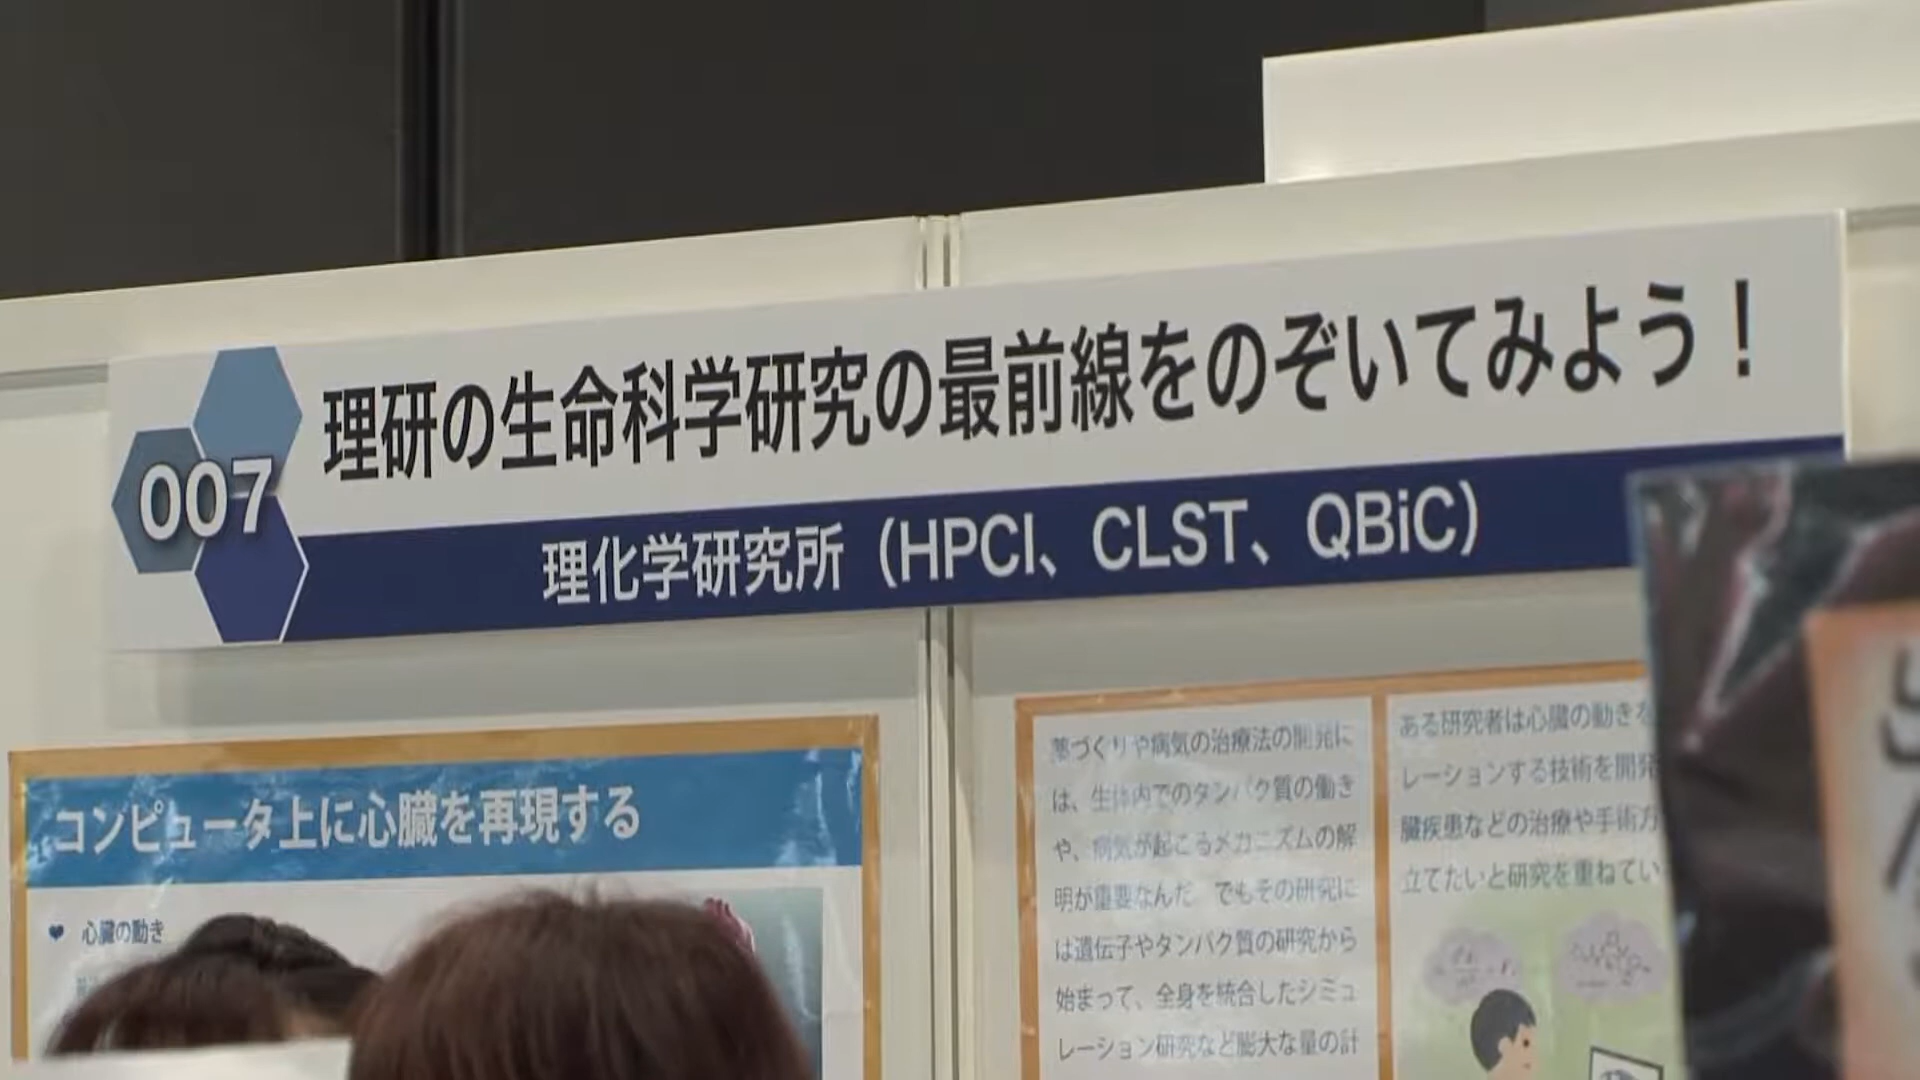 007
理研の生命科学研究の最前線をのぞいてみよう！
理化学研究所（HPCI、CLST、QBiC）
コンピュータ上に心臓を再現する
心臓の動き
薬づくりや病気の治療法の開発に
は、生体内でのタンパク質の働き
や、病気が起こるメカニズムの解
明が重要なんだ　でもその研究に
は遺伝子やタンパク質の研究から
始まって、全身を統合したシミュ
レーション研究など膨大な量の計
ある研究者は心臓の動きを
レーションする技術を開発
臓疾患などの治療や手術方
立てたいと研究を重ねてい